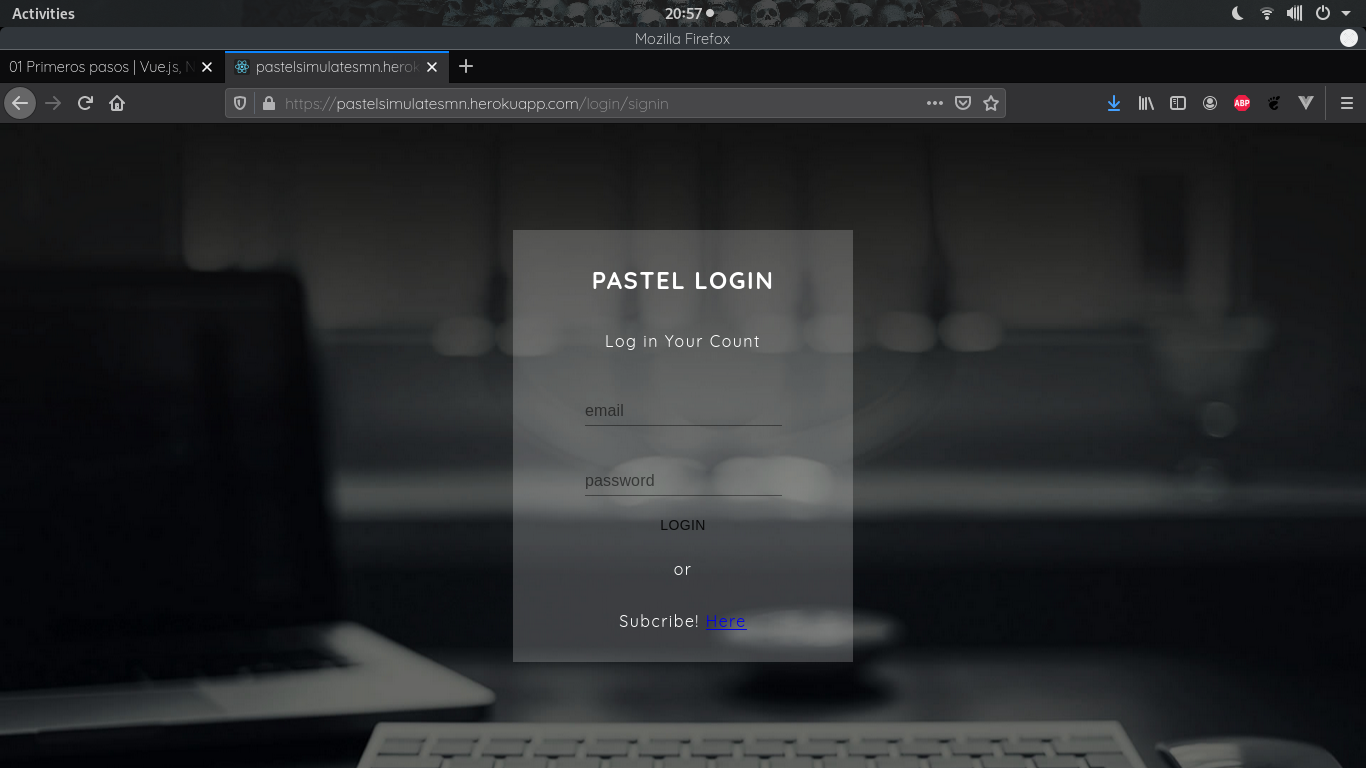 Activities
20:57
Mozilla Firefox
01 Primeros pasos | Vue.js, N
pastelsimulatesmn.herok
https://pastelsimulatesmn.herokuapp.com/login/signin
ABP
PASTEL LOGIN
Log in Your Count
email
password
LOGIN
or
Subcribe! Here